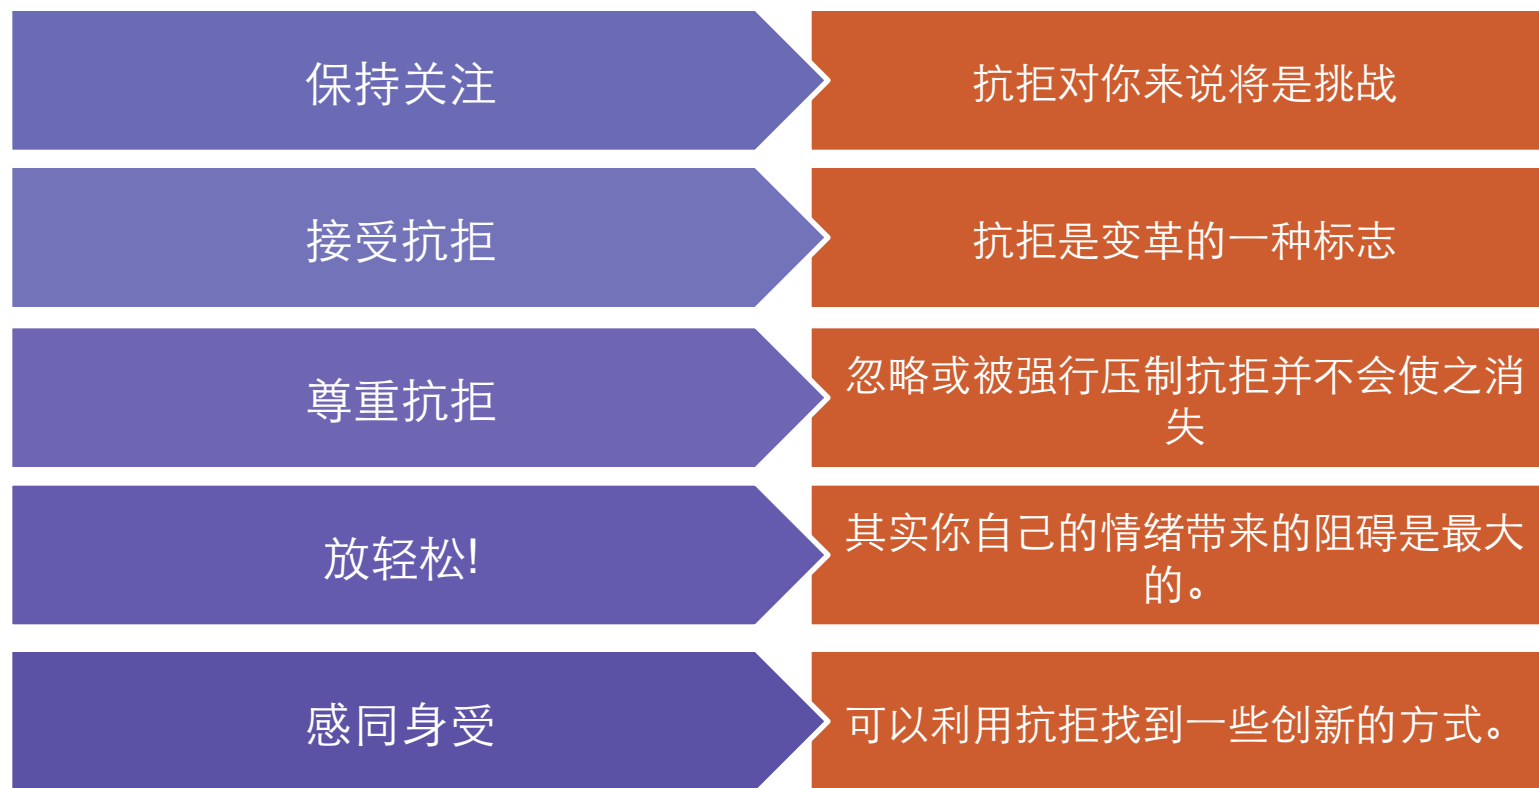 保持关注
抗拒对你来说将是挑战
接受抗拒
抗拒是变革的一种标志
尊重抗拒
忽略或被强行压制抗拒并不会使之消
失
放轻松!
其实你自己的情绪带来的阻碍是最大
的。
感同身受
可以利用抗拒找到一些创新的方式。